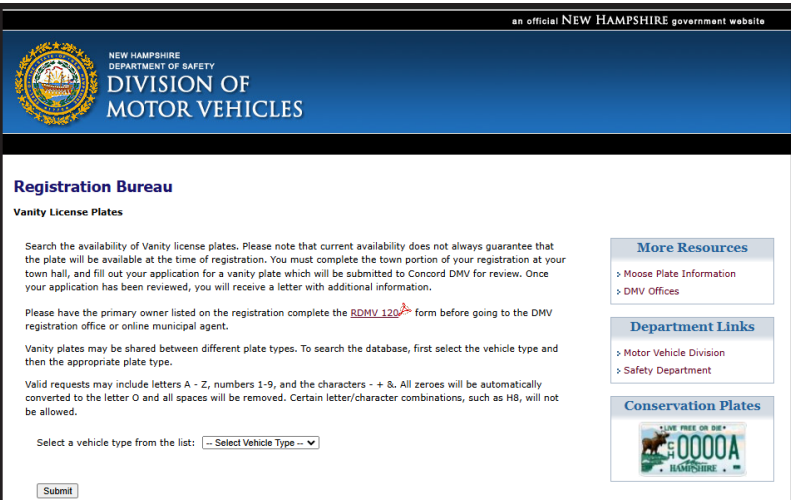 an official NEW HAMPSHIRE government website
NEW HAMPSHIRE
DEPARTMENT OF SAFETY
DIVISION OF
MOTOR VEHICLES
Registration Bureau
Vanity License Plates
Search the availability of Vanity license plates. Please note that current availability does not always guarantee that
the plate will be available at the time of registration. You must complete the town portion of your registration at your
town hall, and fill out your application for a vanity plate which will be submitted to Concord DMV for review. Once
your application has been reviewed, you will receive a letter with additional information.
Please have the primary owner listed on the registration complete the RDMV 120 form before going to the DMV
registration office or online municipal agent.
Vanity plates may be shared between different plate types. To search the database, first select the vehicle type and
then the appropriate plate type.
Valid requests may include letters A - Z, numbers 1-9, and the characters - + &. All zeroes will be automatically
converted to the letter O and all spaces will be removed. Certain letter/character combinations, such as H8, will not
be allowed.
Select a vehicle type from the list: -- Select Vehicle Type --
Submit
More Resources
Moose Plate Information
DMV Offices
Department Links
Motor Vehicle Division
Safety Department
Conservation Plates
LIVE FREE OR DIE
CH 0000A
NEW HAMPSHIRE